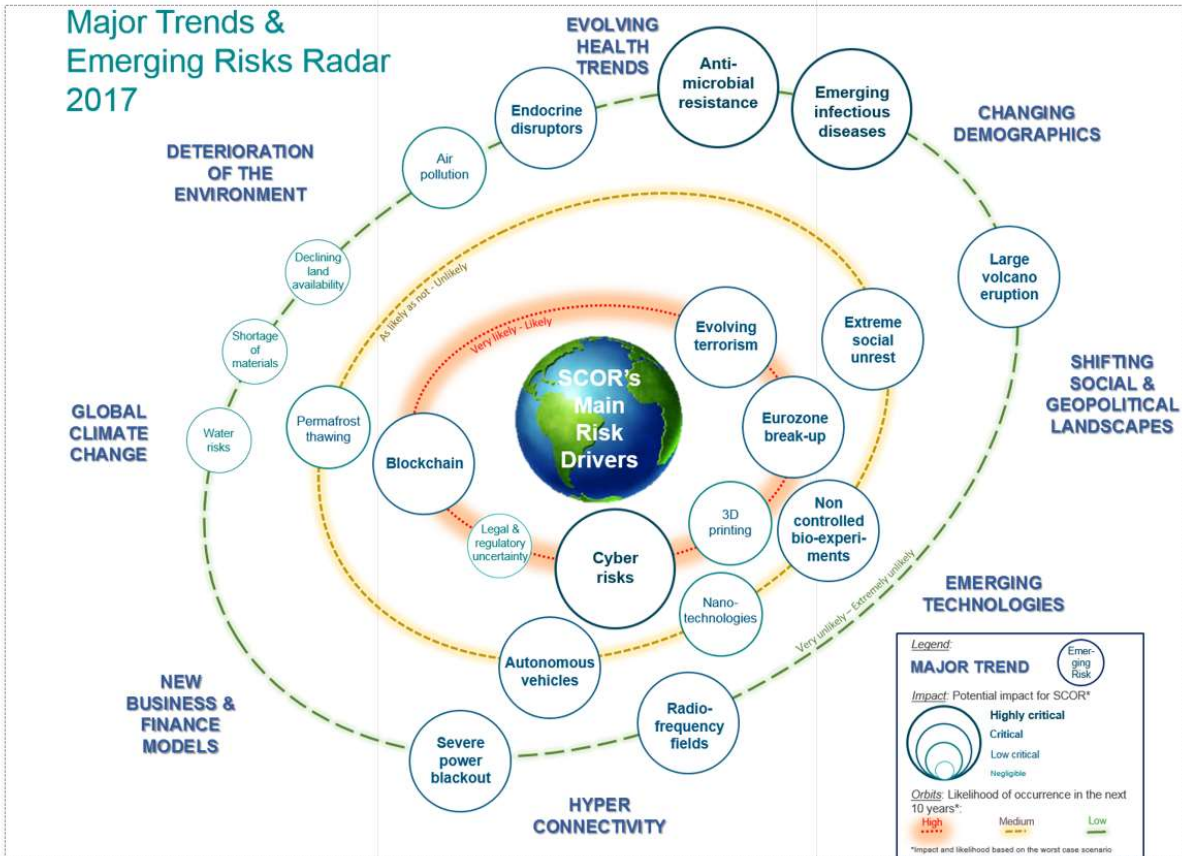 Major Trends &
Emerging Risks Radar
2017
EVOLVING
HEALTH
TRENDS
CHANGING
DEMOGRAPHICS
DETERIORATION
OF THE
ENVIRONMENT
SHIFTING
SOCIAL &
GEOPOLITICAL
LANDSCAPES
GLOBAL
CLIMATE
CHANGE
EMERGING
TECHNOLOGIES
NEW
BUSINESS &
FINANCE
MODELS
HYPER
CONNECTIVITY
Anti-
microbial
resistance
Emerging
infectious
diseases
Endocrine
disruptors
Air
pollution
Declining
land
availability
Shortage
of
materials
Water
risks
Large
volcano
eruption
As likely as not - Unlikely
Very likely - Likely
Evolving
terrorism
Extreme
social
unrest
SCOR's
Main
Risk
Drivers
Eurozone
break-up
Permafrost
thawing
Blockchain
Legal &
regulatory
uncertainty
Cyber
risks
3D
printing
Non
controlled
bio-experi-
ments
Nano-
technologies
Autonomous
vehicles
Very unlikely – Extremely unlikely
Radio-
frequency
fields
Severe
power
blackout
Legend:
MAJOR TREND
Emer-
ging
Risk
Impact: Potential impact for SCOR*
Highly critical
Critical
Low critical
Negligible
Orbits: Likelihood of occurrence in the next
10 years*:
High
Medium
Low
*Impact and likelihood based on the worst case scenario